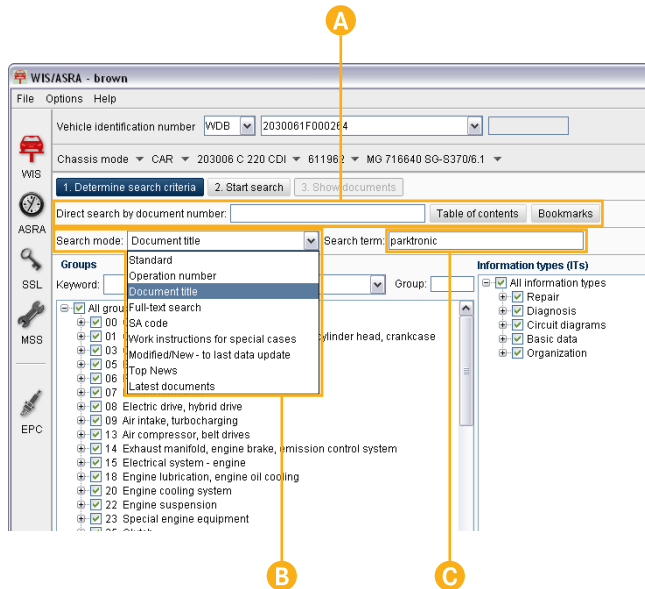 A
WIS/ASRA - brown
File Options Help
Vehicle identification number WDB 2030061F000264
Chassis mode CAR 203006 C 220 CDI 611962 MG 716640 SG-S370/6.1
WIS
1. Determine search criteria 2. Start search 3. Show documents
Direct search by document number: Table of contents Bookmarks
ASRA
Search mode: Document title Search term: parktronic
Standard
Operation number
Document title
Full-text search
SA code
Work instructions for special cases
Modified/New - to last data update
Top News
Latest documents
Groups
Keyword: Group:
All grou
00
01 ylinder head, crankcase
03
05
06
07
08 Electric drive, hybrid drive
09 Air intake, turbocharging
13 Air compressor, belt drives
14 Exhaust manifold, engine brake, emission control system
15 Electrical system - engine
18 Engine lubrication, engine oil cooling
20 Engine cooling system
22 Engine suspension
23 Special engine equipment
Information types (ITs)
All information types
Repair
Diagnosis
Circuit diagrams
Basic data
Organization
SSL
MSS
EPC
B
C